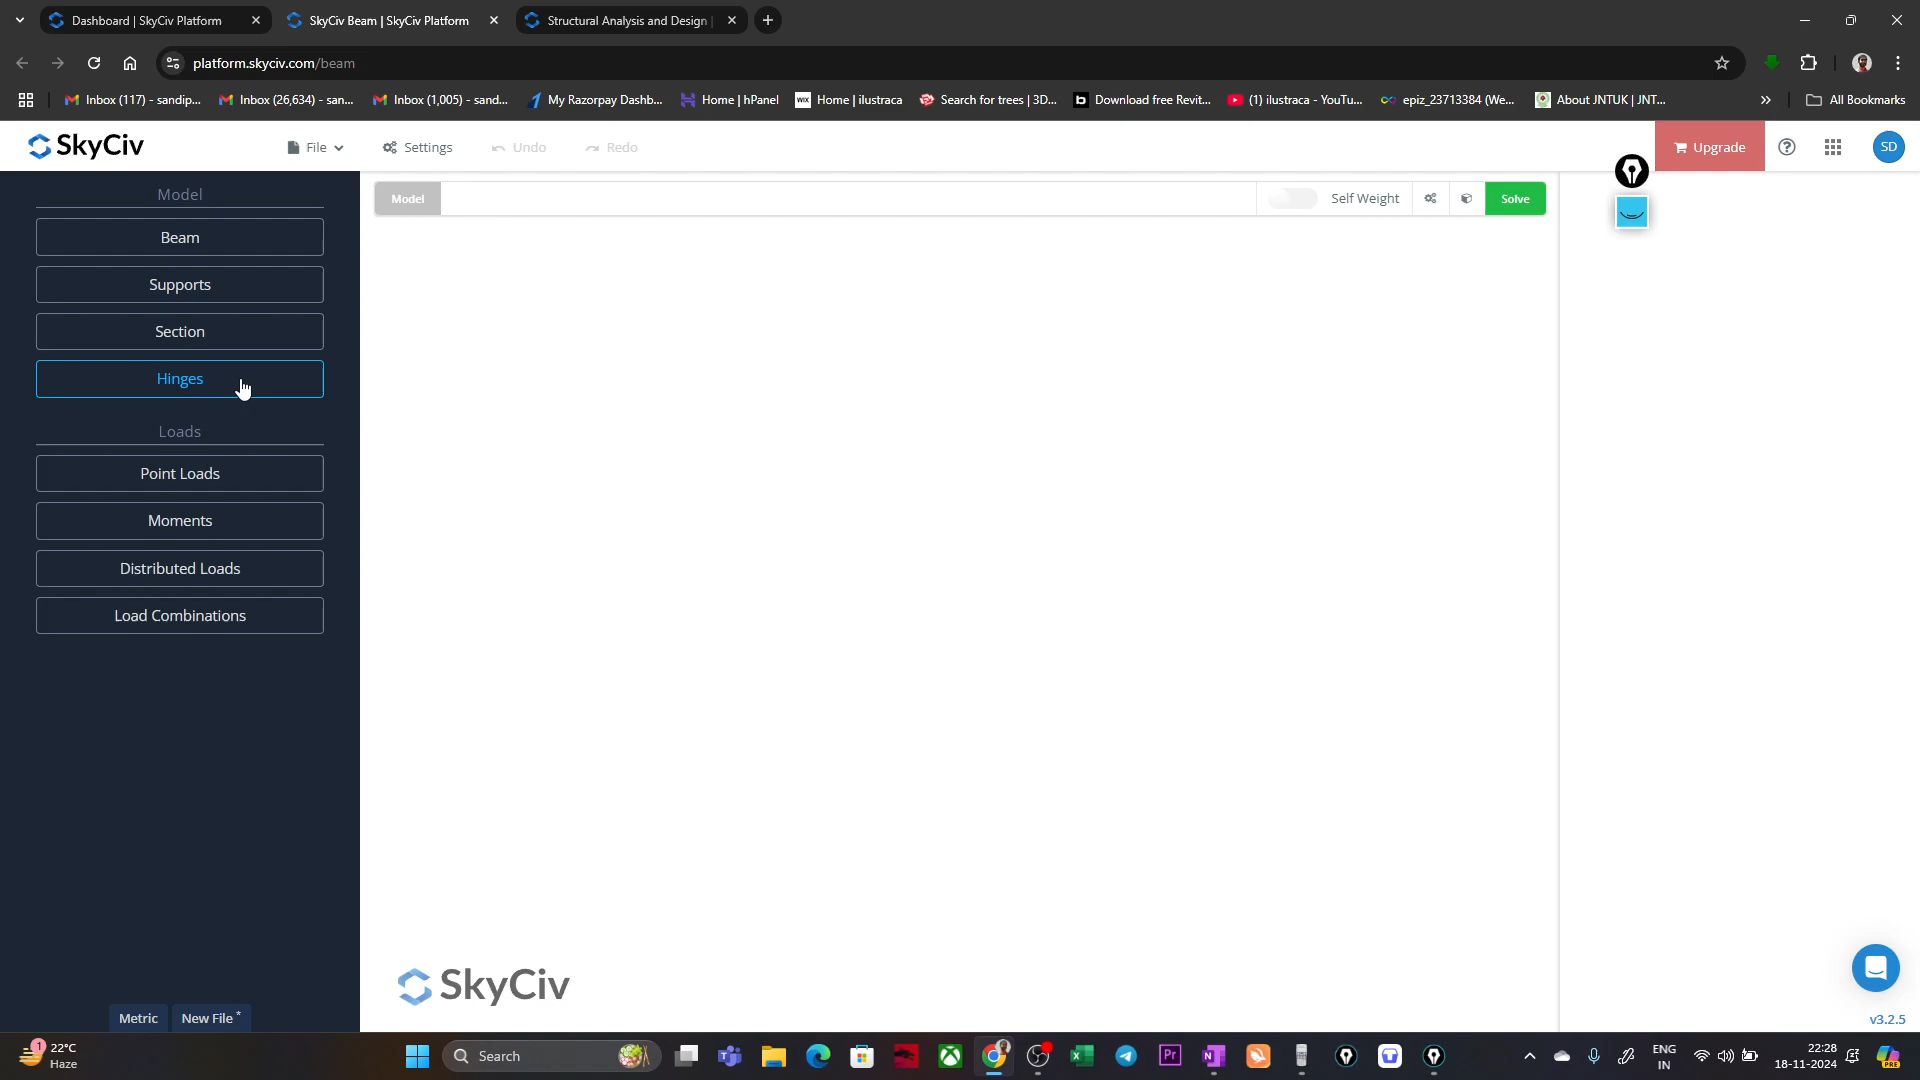 Dashboard | SkyCiv Platform
SkyCiv Beam | SkyCiv Platform
Structural Analysis and Design |
platform.skyciv.com/beam
Inbox (117) - sandip...
Inbox (26,634) - san...
Inbox (1,005) - sand...
My Razorpay Dashb...
Home | hPanel
WIX Home | ilustraca
Search for trees | 3D...
b Download free Revit...
(1) ilustraca - YouTu...
epiz_23713384 (We...
About JNTUK | JNT...
All Bookmarks
SkyCiv
File
Settings
Undo
Redo
Upgrade
SD
Model
Beam
Supports
Section
Hinges
Loads
Point Loads
Moments
Distributed Loads
Load Combinations
Metric
New File *
Model
Self Weight
Solve
SkyCiv
v3.2.5
1
22°C
Haze
Search
Pr
ENG
IN
22:28
18-11-2024
PRE